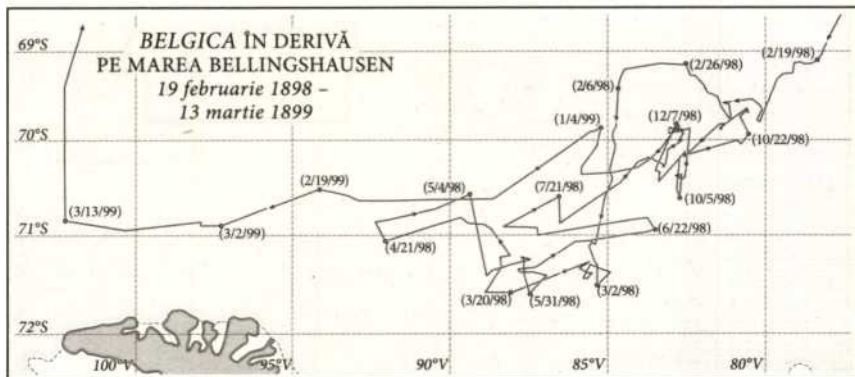 BELGICA ÎN DERIVĂ
PE MAREA BELLINGSHAUSEN
19 februarie 1898 –
13 martie 1899
69°S
70°S
71°S
72°S
(2/19/98)
(2/26/98)
(2/6/98)
(12/7/98)
(1/4/99)
(10/22/98)
(2/19/99)
(5/4/98)
(7/21/98)
(10/5/98)
(3/13/99)
(3/2/99)
(4/21/98)
(6/22/98)
(3/20/98)
(5/31/98)
(3/2/98)
100°V
95°V
90°V
85°V
80°V